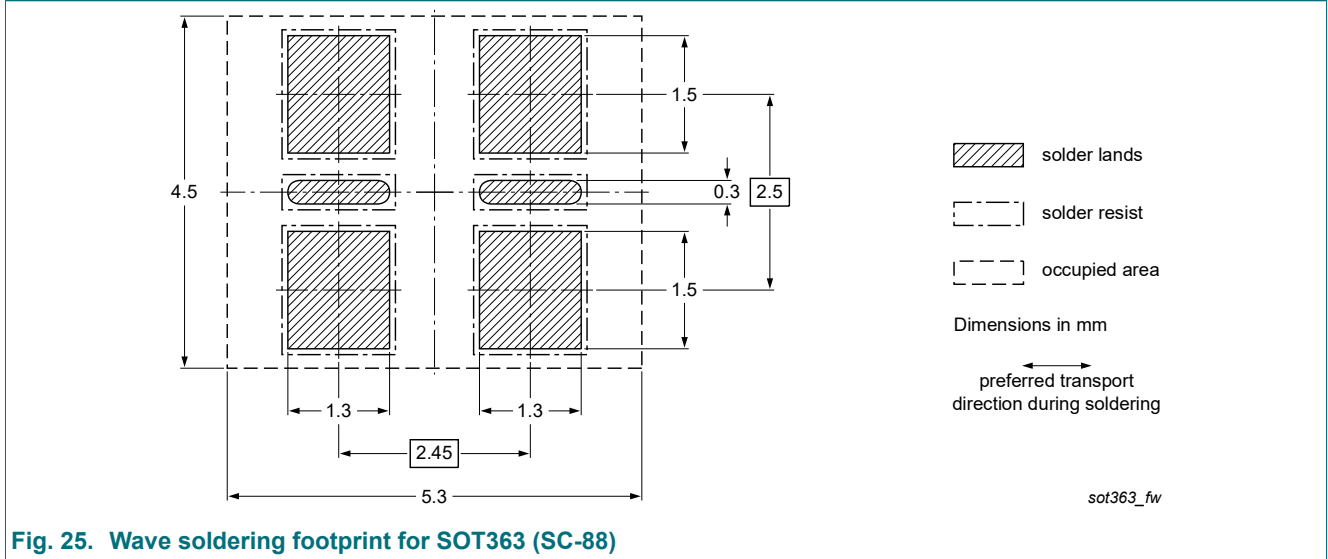 1.5
4.5
0.3
2.5
1.5
1.3
1.3
2.45
5.3
solder lands
solder resist
occupied area
Dimensions in mm
preferred transport
direction during soldering
sot363_fw
Fig. 25. Wave soldering footprint for SOT363 (SC-88)